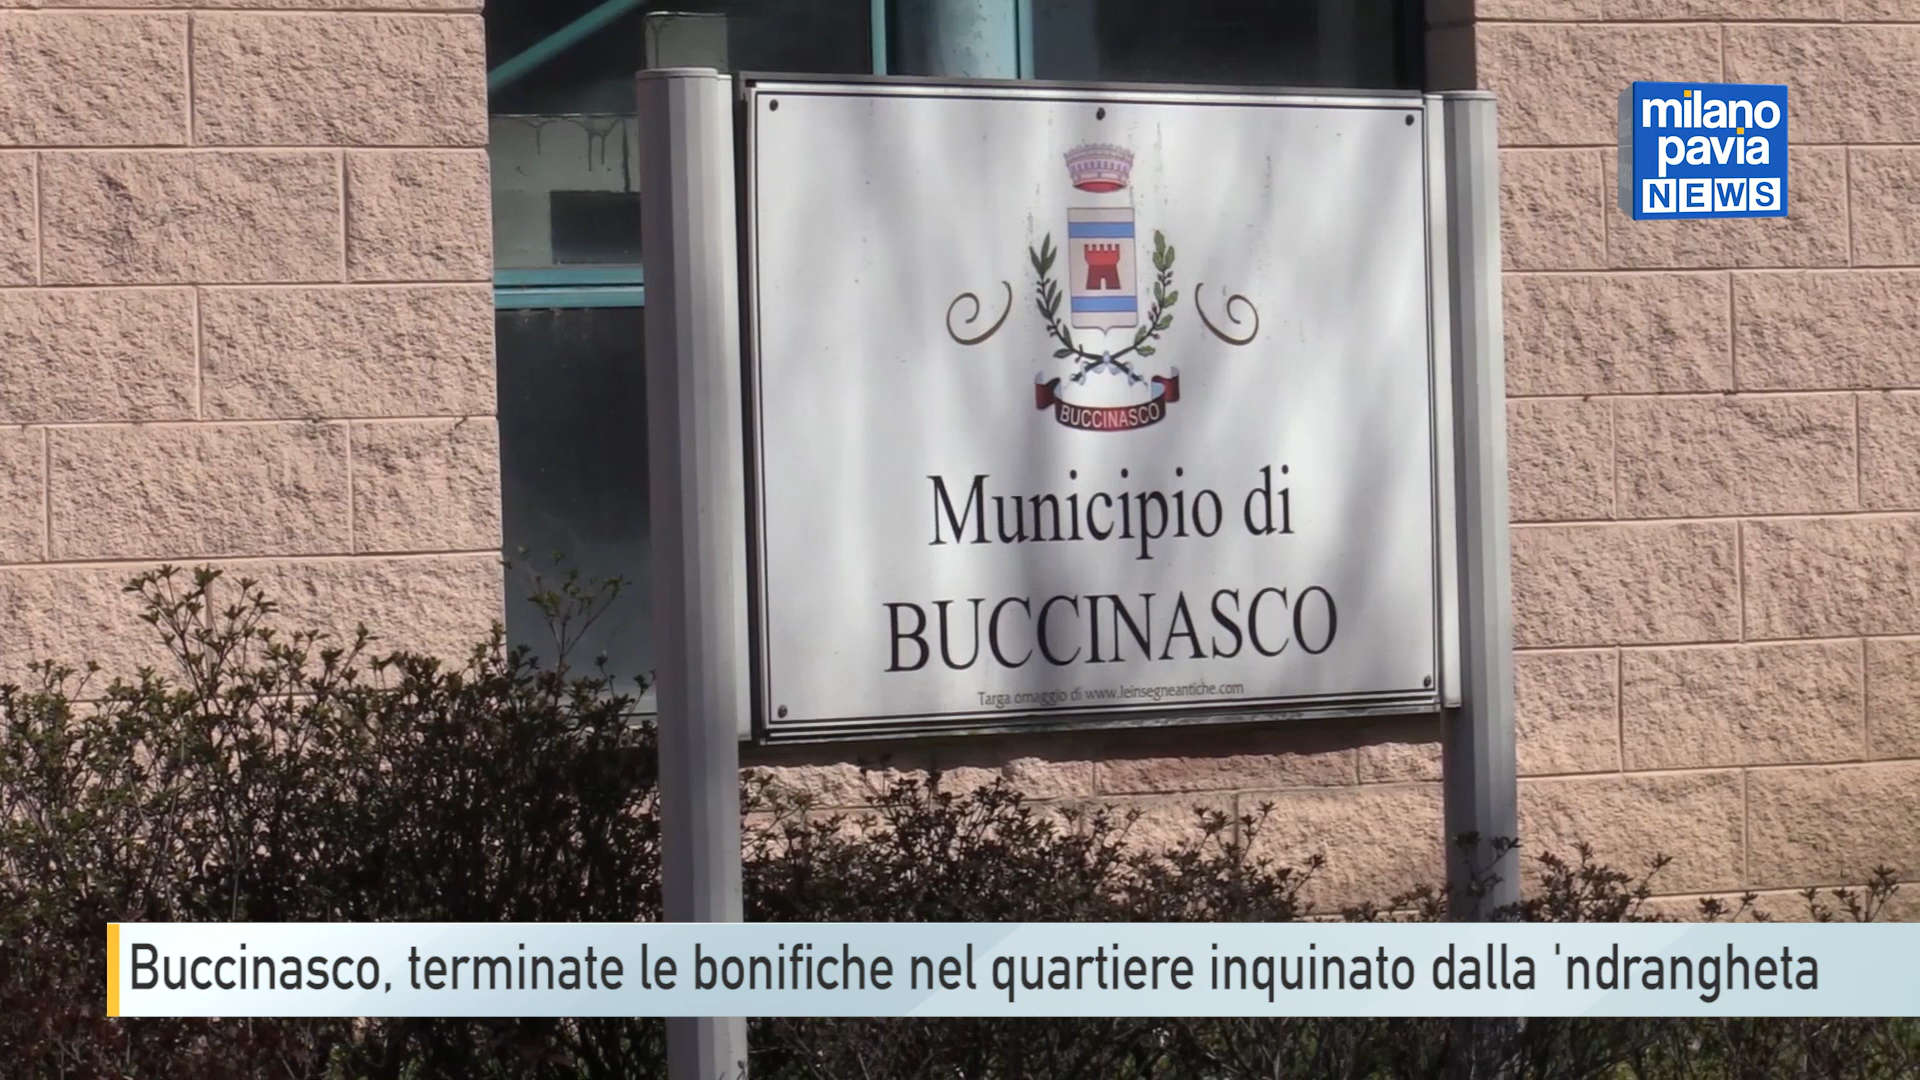 milano
pavia
NEWS
BUCCINASCO
Municipio di
BUCCINASCO
Targa omaggio di www.leinsegneantiche.com
Buccinasco, terminate le bonifiche nel quartiere inquinato dalla 'ndrangheta